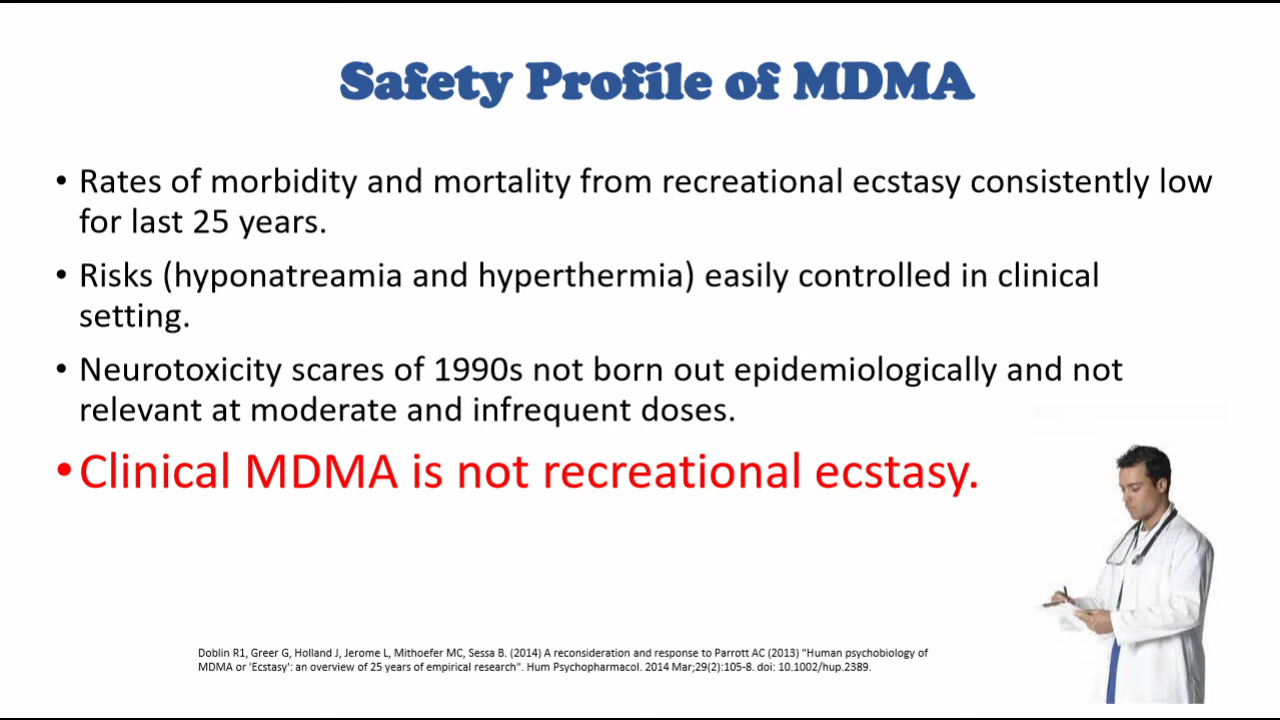 Safety Profile of MDMA
• Rates of morbidity and mortality from recreational ecstasy consistently low
for last 25 years.
• Risks (hyponatreamia and hyperthermia) easily controlled in clinical
setting.
• Neurotoxicity scares of 1990s not born out epidemiologically and not
relevant at moderate and infrequent doses.
• Clinical MDMA is not recreational ecstasy.
Doblin R1, Greer G, Holland J, Jerome L, Mithoefer MC, Sessa B. (2014) A reconsideration and response to Parrott AC (2013) "Human psychobiology of
MDMA or 'Ecstasy': an overview of 25 years of empirical research". Hum Psychopharmacol. 2014 Mar;29(2):105-8. doi: 10.1002/hup.2389.